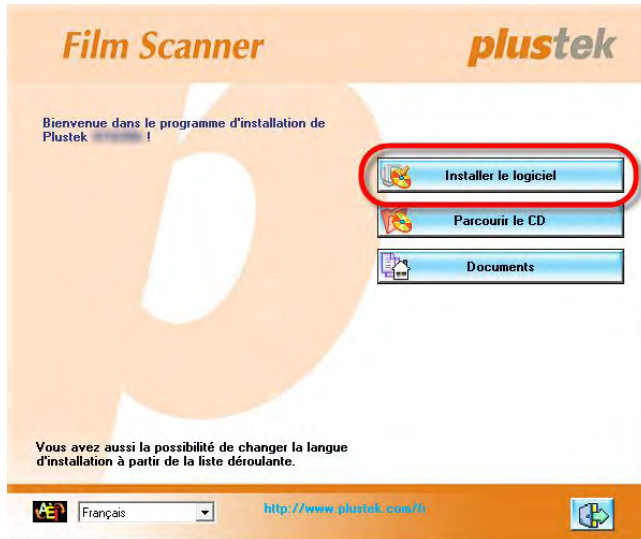 Film Scanner
plustek
Bienvenue dans le programme d'installation de
Plustek !
Installer le logiciel
Parcourir le CD
Documents
Vous avez aussi la possibilité de changer la langue
d'installation à partir de la liste déroulante.
Français
http://www.plustek.com/fr